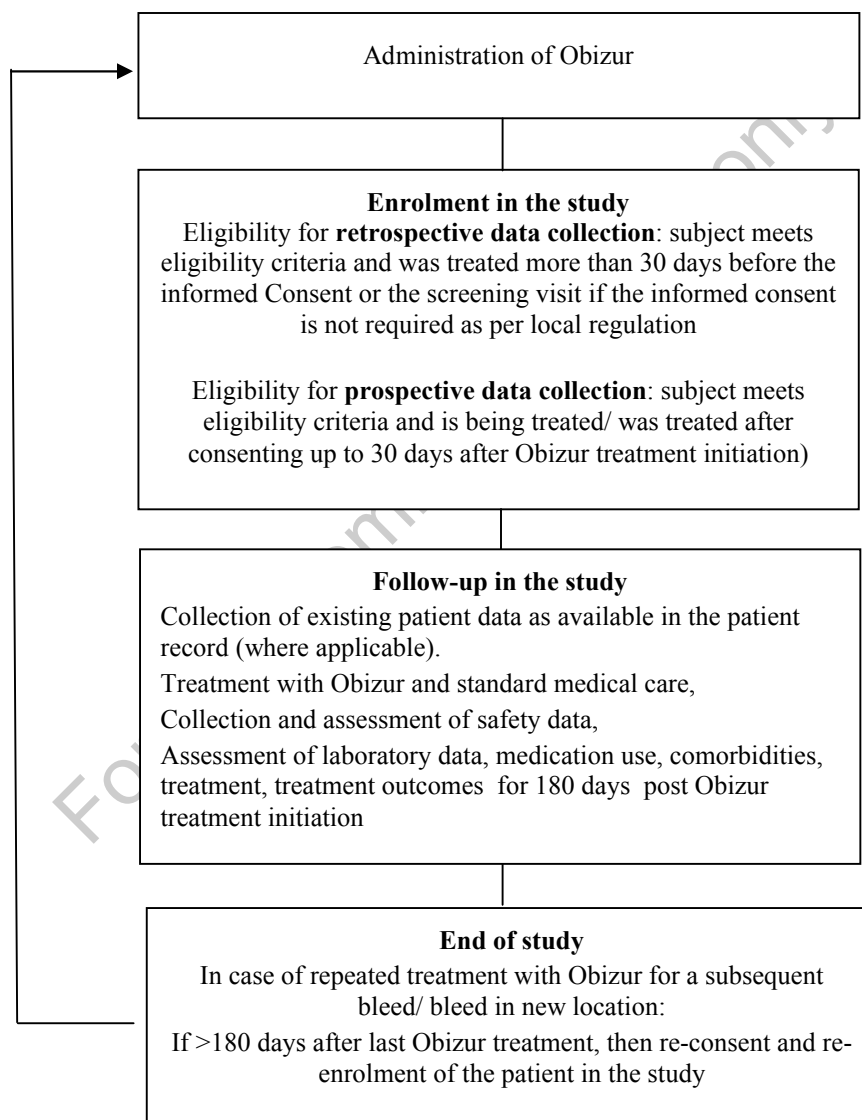 Administration of Obizur
Enrolment in the study
Eligibility for retrospective data collection: subject meets
eligibility criteria and was treated more than 30 days before the
informed Consent or the screening visit if the informed consent
is not required as per local regulation
Eligibility for prospective data collection: subject meets
eligibility criteria and is being treated/ was treated after
consenting up to 30 days after Obizur treatment initiation)
Follow-up in the study
Collection of existing patient data as available in the patient
record (where applicable).
Treatment with Obizur and standard medical care,
Collection and assessment of safety data,
Assessment of laboratory data, medication use, comorbidities,
treatment, treatment outcomes for 180 days post Obizur
treatment initiation
End of study
In case of repeated treatment with Obizur for a subsequent
bleed/ bleed in new location:
If >180 days after last Obizur treatment, then re-consent and re-
enrolment of the patient in the study